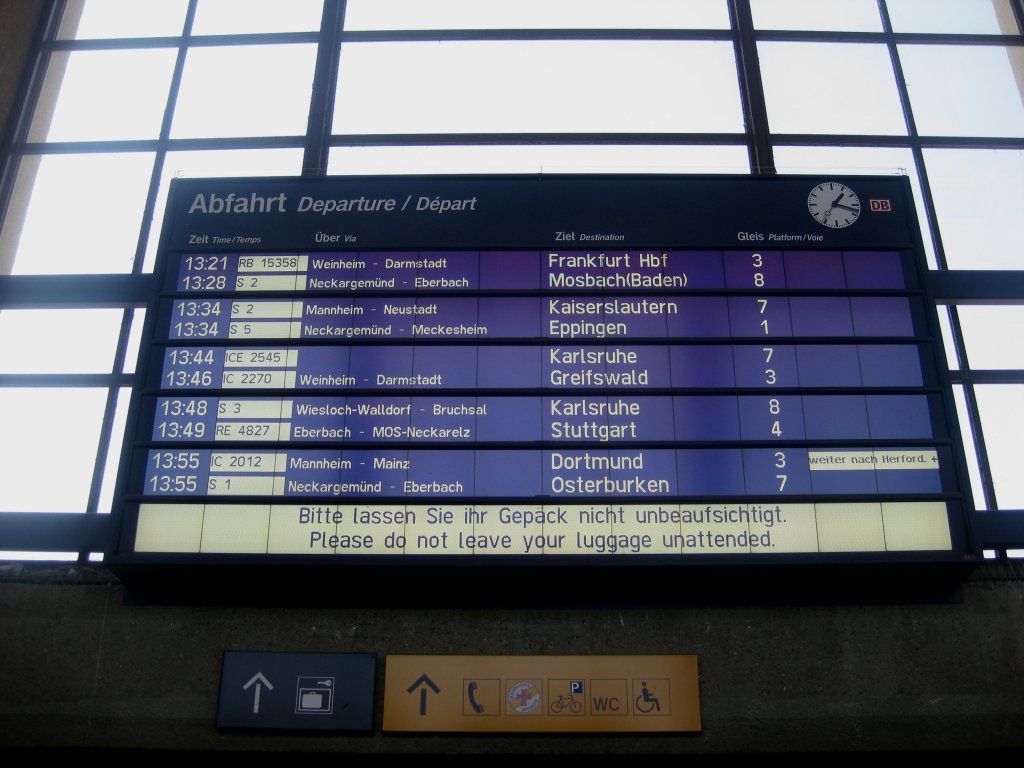 Abfahrt Departure / Départ DB
Zeit Time/Temps Über Via Ziel Destination Gleis Platform/Voie
13:21 RB 15358 Weinheim - Darmstadt Frankfurt Hbf 3
13:28 S 2 Neckargemünd - Eberbach Mosbach(Baden) 8
13:34 S 2 Mannheim - Neustadt Kaiserslautern 7
13:34 S 5 Neckargemünd - Meckesheim Eppingen 1
13:44 ICE 2545 Karlsruhe 7
13:46 IC 2270 Weinheim - Darmstadt Greifswald 3
13:48 S 3 Wiesloch-Walldorf - Bruchsal Karlsruhe 8
13:49 RE 4827 Eberbach - MOS-Neckarelz Stuttgart 4
13:55 IC 2012 Mannheim - Mainz Dortmund 3 weiter nach Herford. +
13:55 S 1 Neckargemünd - Eberbach Osterburken 7
Bitte lassen Sie ihr Gepäck nicht unbeaufsichtigt.
Please do not leave your luggage unattended.
P
WC